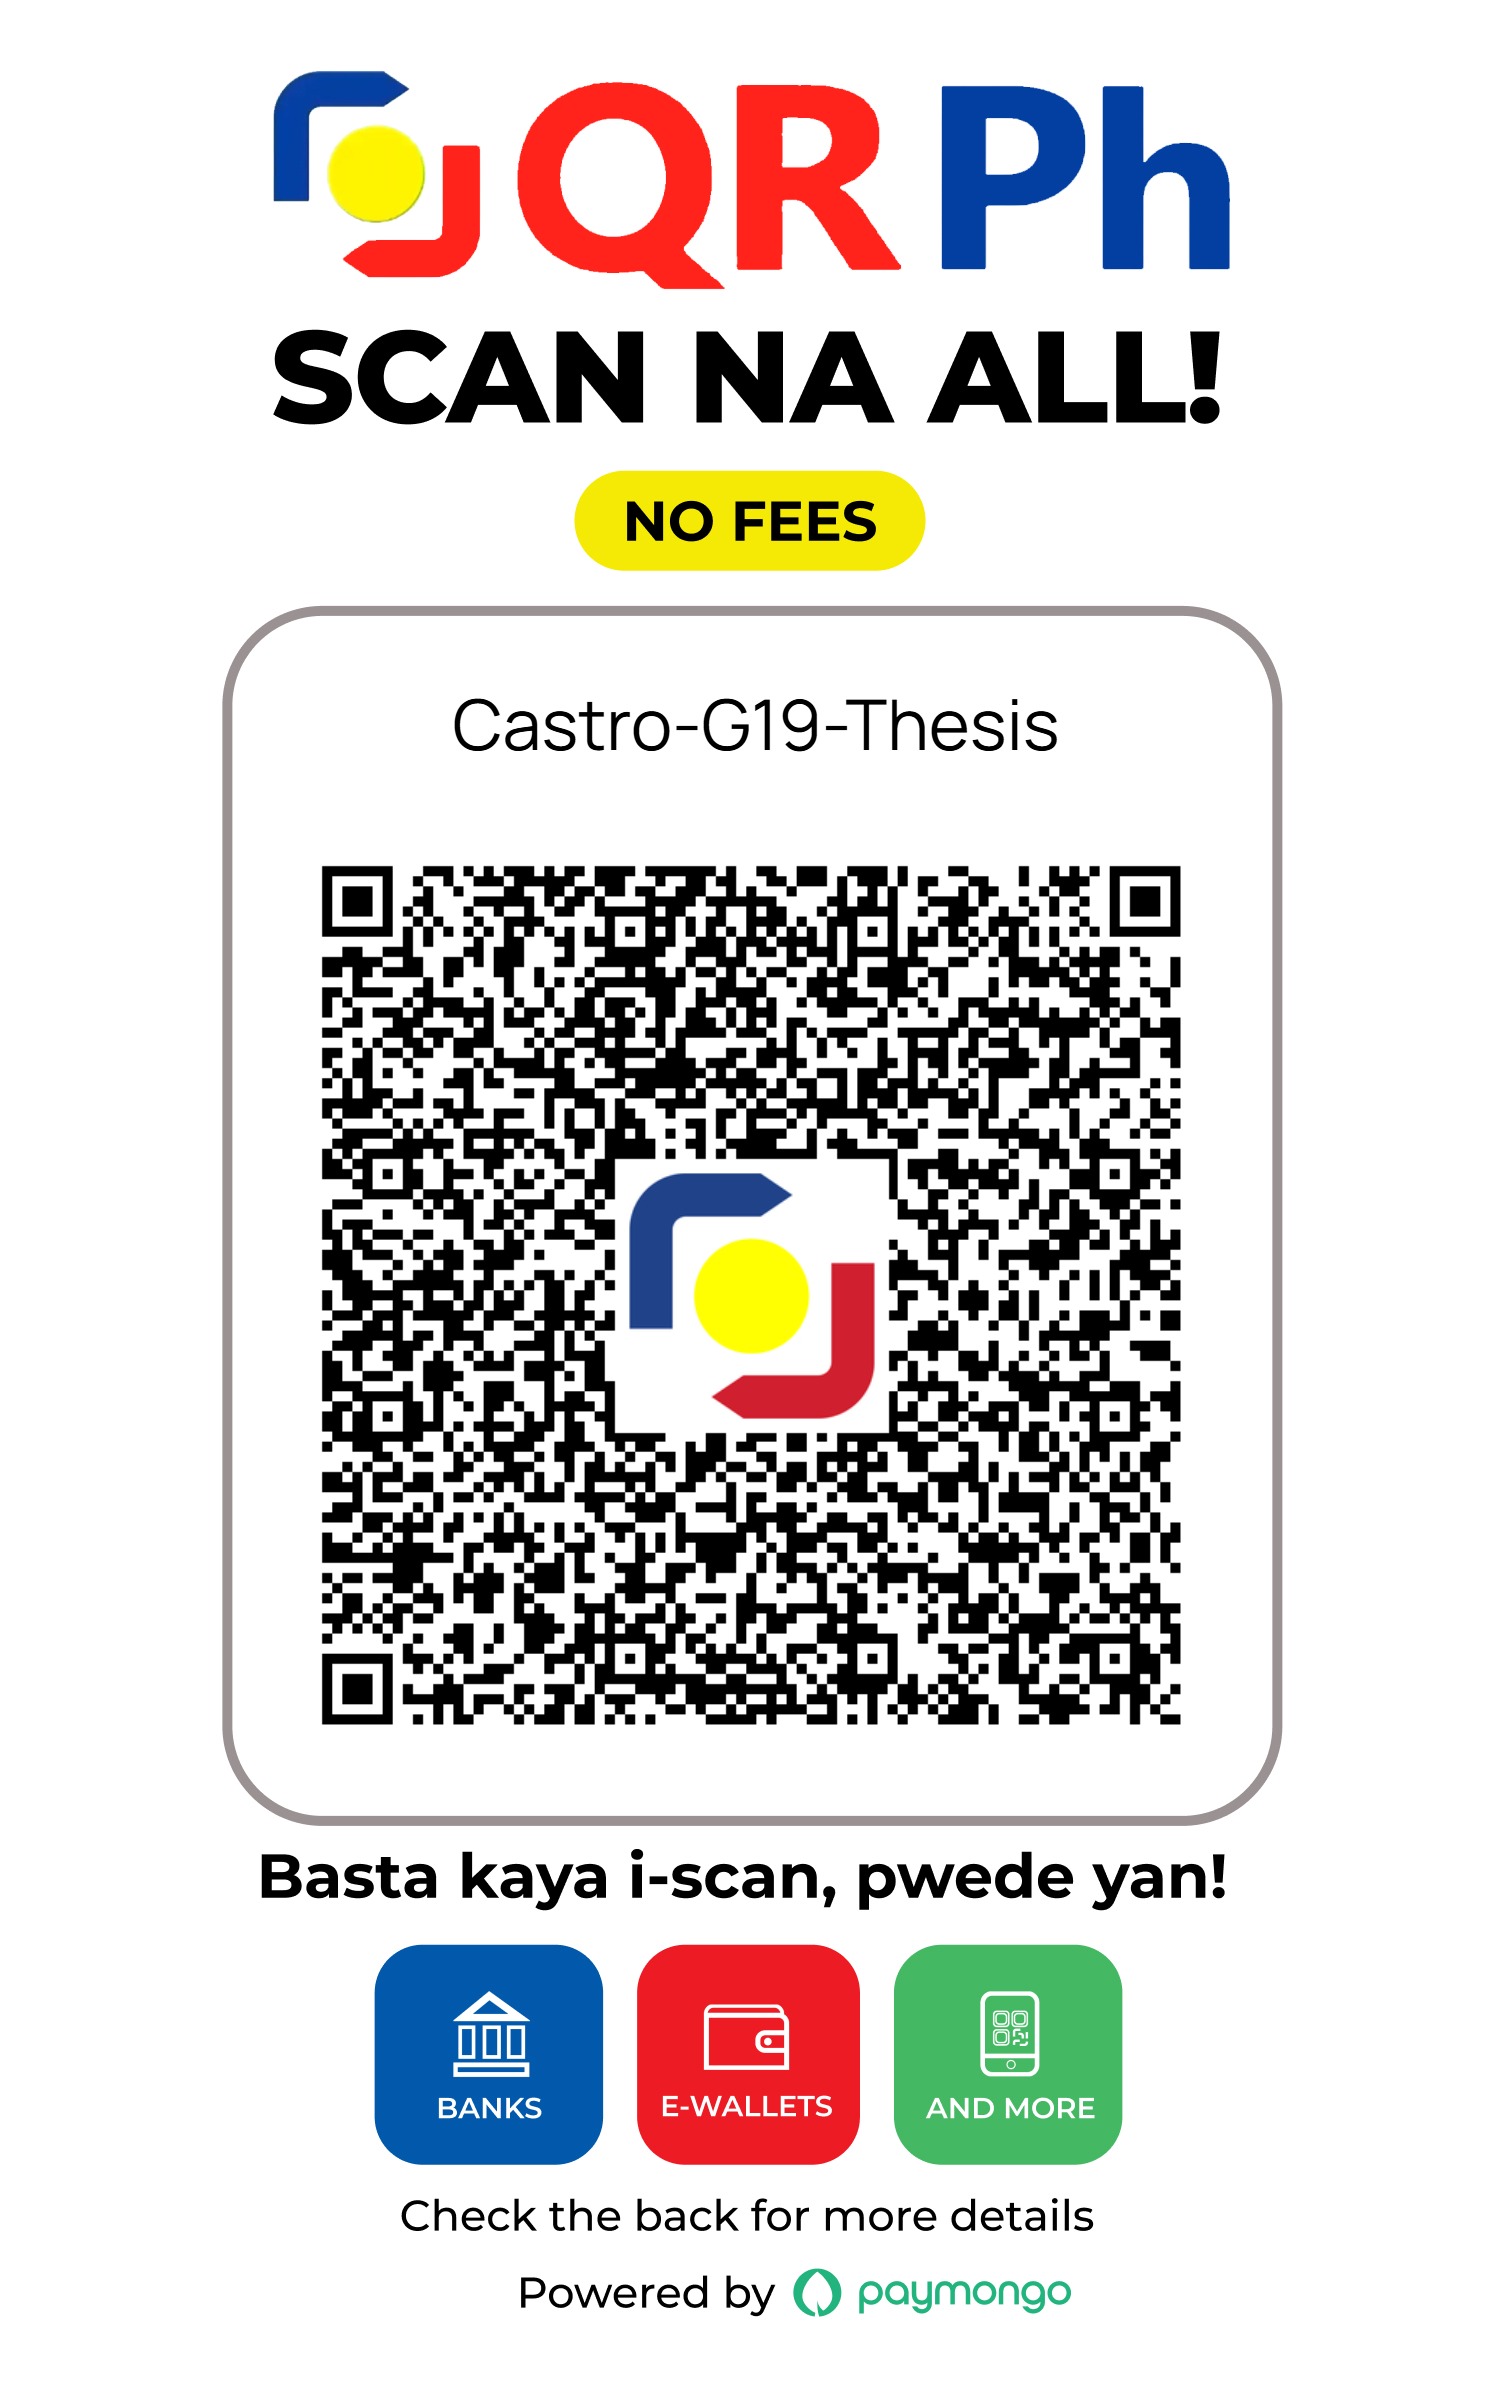 QR Ph
SCAN NA ALL!
NO FEES
Castro-G19-Thesis
Basta kaya i-scan, pwede yan!
BANKS
E-WALLETS
AND MORE
Check the back for more details
Powered by paymongo